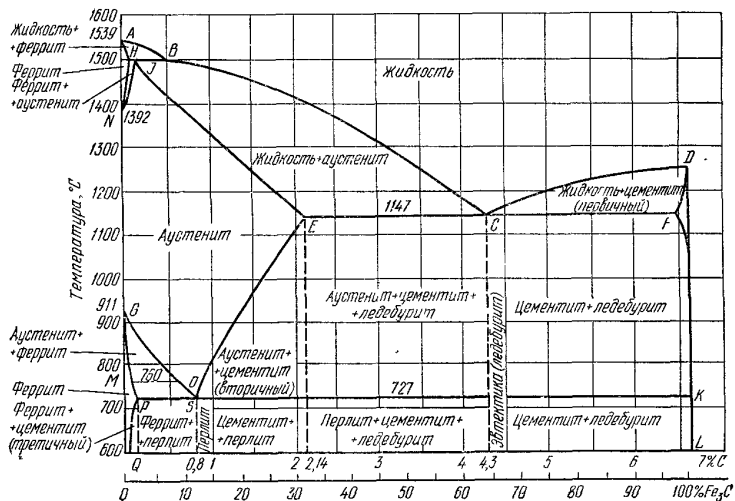 1600
1539
1500
1400
1392
1300
1200
1100
1000
911
900
800
700
600
Температура, °C
Жидкость+
+феррит
Феррит
Феррит+
+аустенит
N
A
H
J
B
Жидкость
Жидкость+аустенит
D
Жидкость+цементит
(первичный)
1147
E
C
F
Аустенит
G
Аустенит+
+феррит
M
760
O
Аустенит+
+цементит
(вторичный)
Аустенит+цементит+
+ледебурит
Эвтектика (ледебурит)
Цементит+ледебурит
Феррит
P
S
727
K
Феррит+
+цементит
(третичный)
Феррит+
+перлит
Перлит
Цементит+
+перлит
Перлит+цементит+
+ледебурит
Цементит+ледебурит
L
Q 0,8 1 2 2,14 3 4 4,3 5 6 7%C
0 10 20 30 40 50 60 70 80 90 100%Fe3C